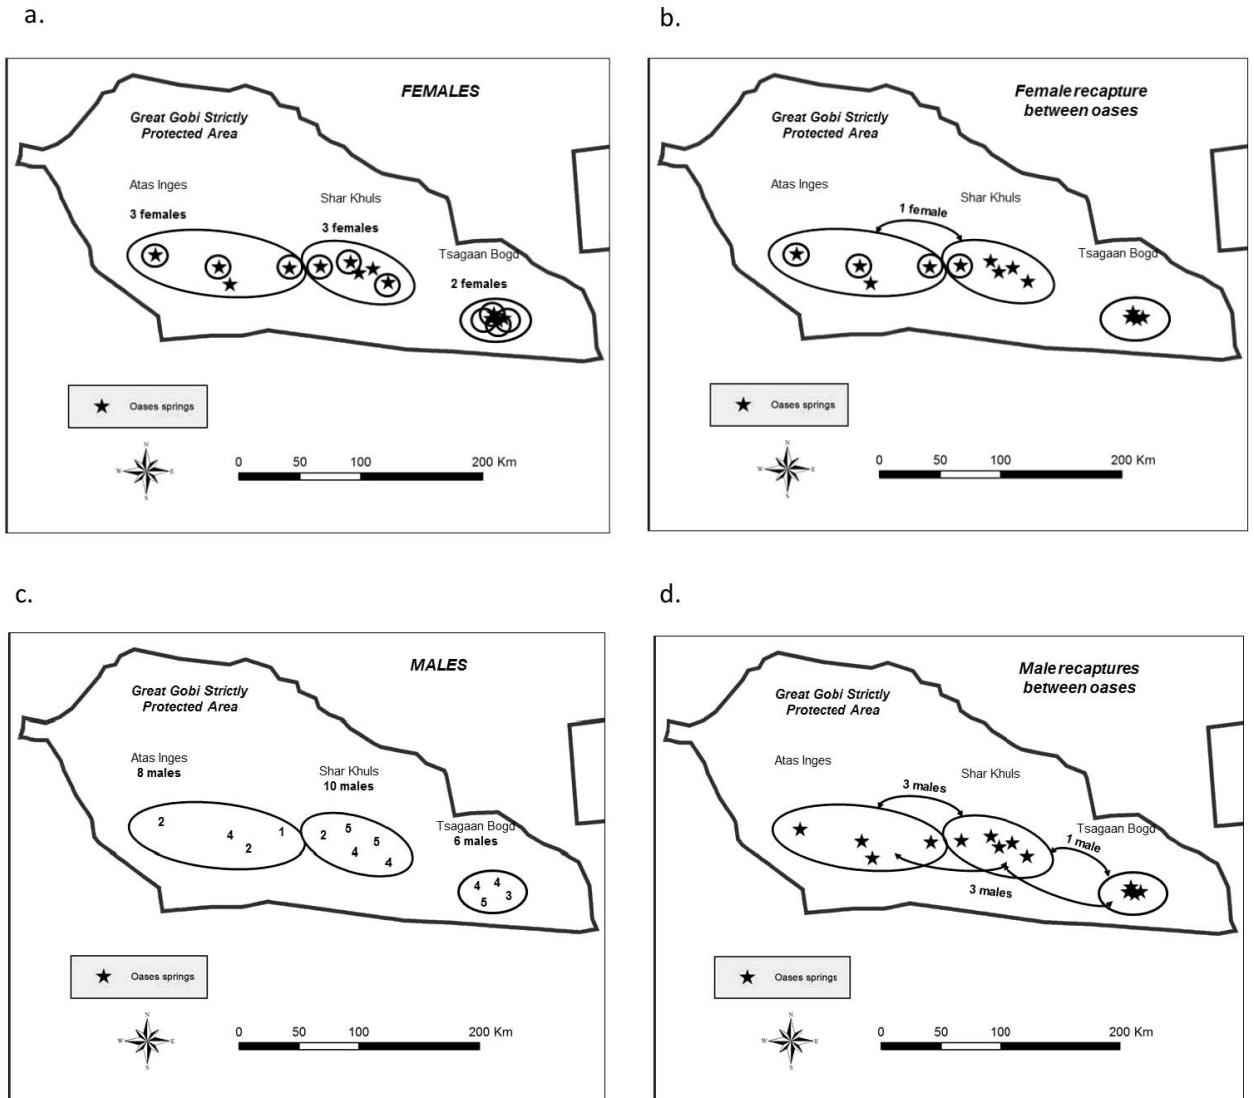 a.
FEMALES
Great Gobi Strictly
Protected Area
Atas Inges
3 females
Shar Khuls
3 females
Tsagaan Bogd
2 females
Oases springs
N
W
E
S
0
50
100
200 Km
b.
Female recapture
between oases
Great Gobi Strictly
Protected Area
Atas Inges
Shar Khuls
1 female
Tsagaan Bogd
Oases springs
N
W
E
S
0
50
100
200 Km
c.
MALES
Great Gobi Strictly
Protected Area
Atas Inges
8 males
Shar Khuls
10 males
Tsagaan Bogd
6 males
2
4
1
2
2
5
5
4
4
4
4
3
5
Oases springs
N
W
E
S
0
50
100
200 Km
d.
Male recaptures
between oases
Great Gobi Strictly
Protected Area
Atas Inges
Shar Khuls
3 males
Tsagaan Bogd
1 male
3 males
Oases springs
N
W
E
S
0
50
100
200 Km